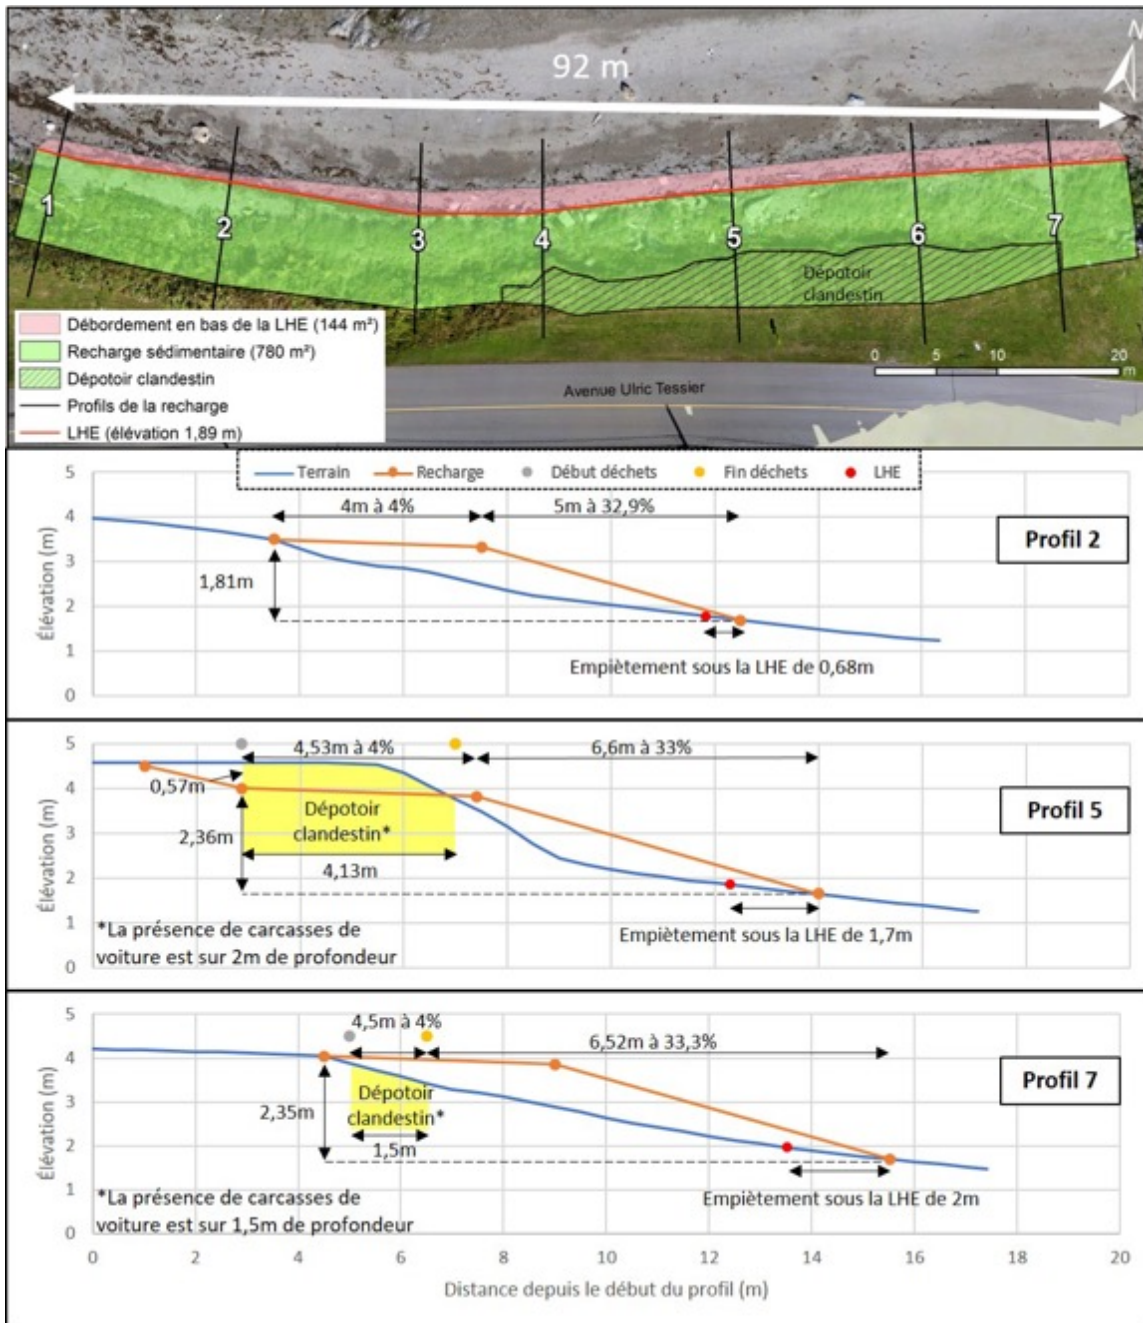 N
92 m
1
2
3
4
5
6
7
Dépotoir
clandestin
Débordement en bas de la LHE (144 m²)
Recharge sédimentaire (780 m²)
Dépotoir clandestin
Profils de la recharge
LHE (élévation 1,89 m)
0 5 10 20
m
Avenue Ulric Tessier
Terrain Recharge Début déchets Fin déchets LHE
4m à 4% 5m à 32,9%
Profil 2
1,81m
Empiètement sous la LHE de 0,68m
Élévation (m)
5
4
3
2
1
0
4,53m à 4% 6,6m à 33%
0,57m
Profil 5
Dépotoir
clandestin*
2,36m
4,13m
Empiètement sous la LHE de 1,7m
*La présence de carcasses de
voiture est sur 2m de profondeur
Élévation (m)
5
4
3
2
1
0
4,5m à 4%
6,52m à 33,3%
Profil 7
Dépotoir
clandestin*
2,35m
1,5m
Empiètement sous la LHE de 2m
*La présence de carcasses de
voiture est sur 1,5m de profondeur
Élévation (m)
5
4
3
2
1
0
0 2 4 6 8 10 12 14 16 18 20
Distance depuis le début du profil (m)